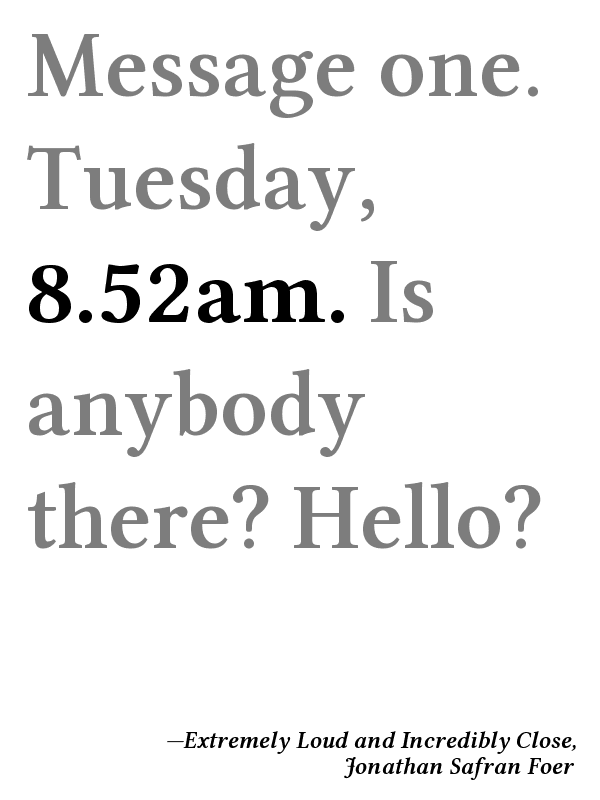 Message one.
Tuesday,
8.52am. Is
anybody
there? Hello?
—Extremely Loud and Incredibly Close,
Jonathan Safran Foer